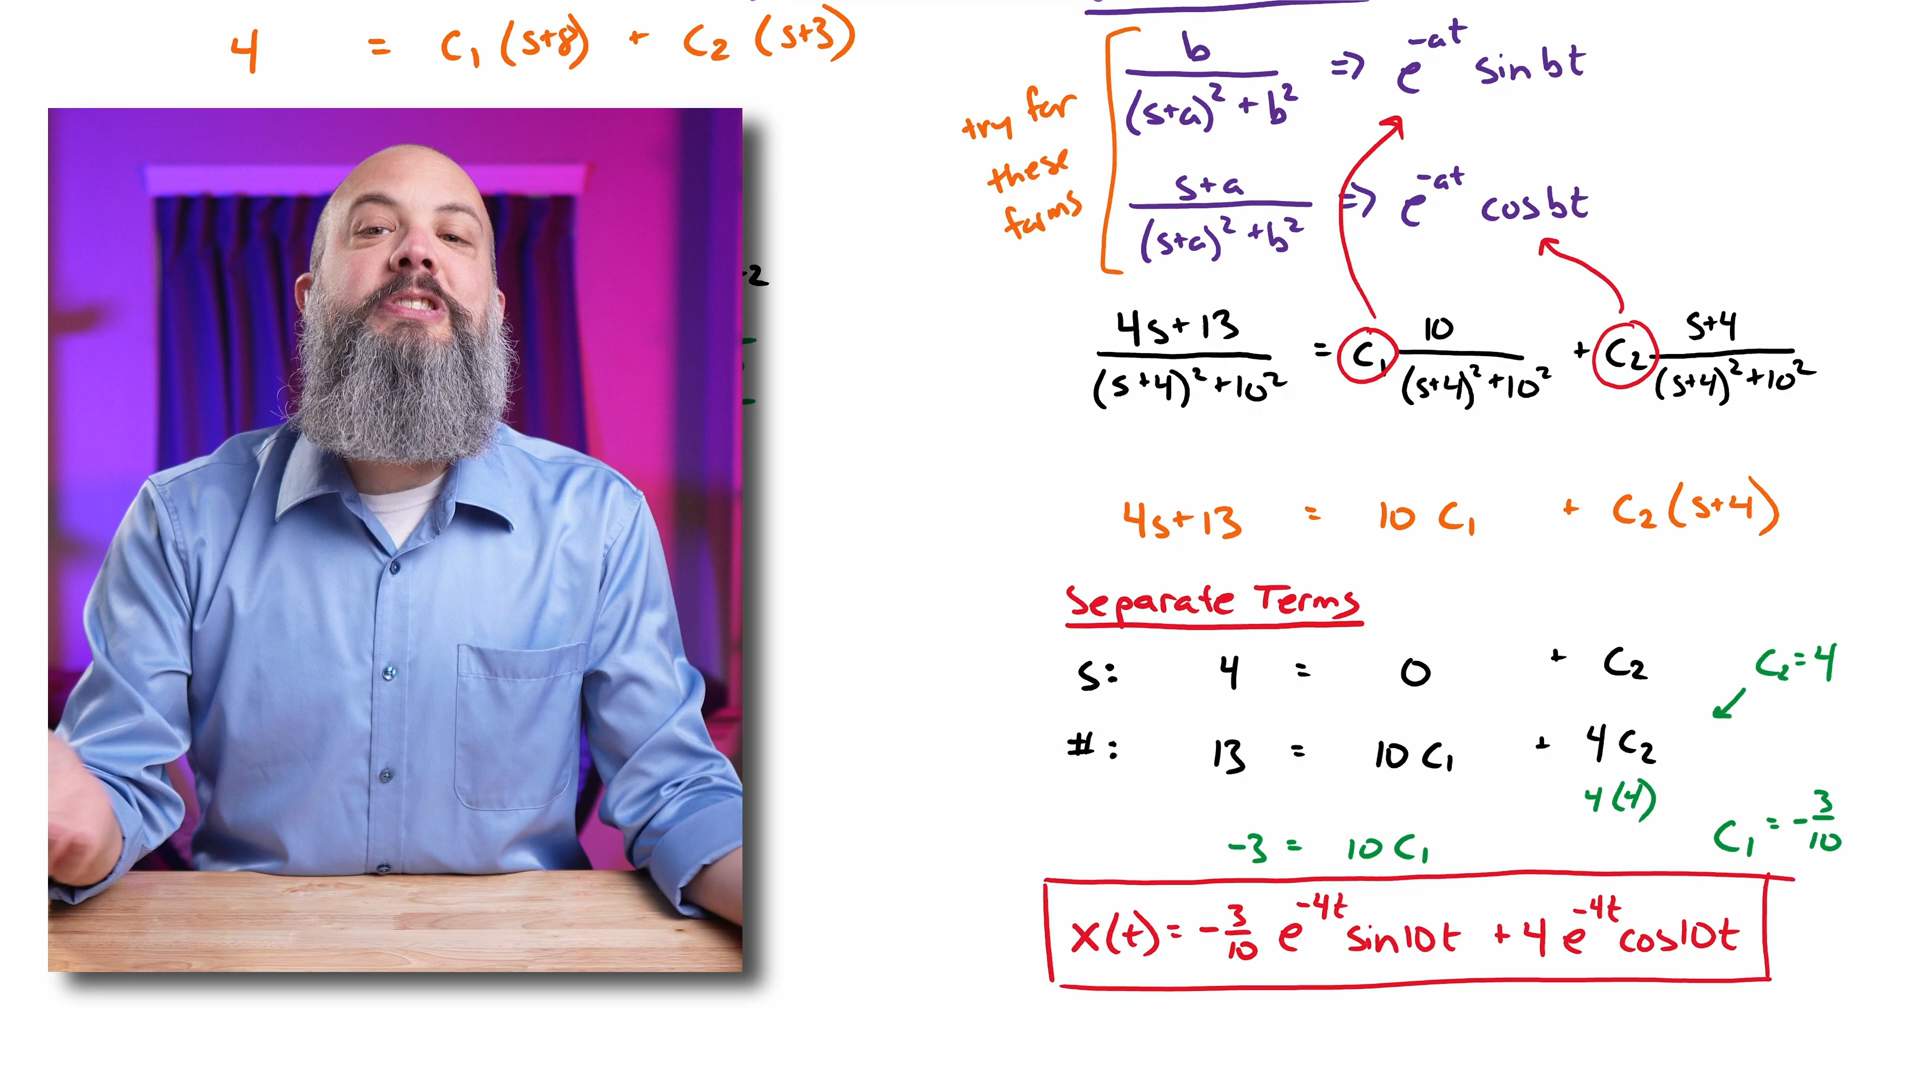 4 = C₁ (s+8) + C₂ (s+3)
b / (s+a)² + b² => e^-at sin bt
try for these forms
s+a / (s+a)² + b² => e^-at cos bt
-2
4s+13 / (s+4)² + 10² = C₁ 10 / (s+4)² + 10² + C₂ s+4 / (s+4)² + 10²
4s+13 = 10 C₁ + C₂ (s+4)
Separate Terms
s: 4 = 0 + C₂ C₂=4
#: 13 = 10 C₁ + 4 C₂
4(4)
-3 = 10 C₁ C₁ = -3/10
x(t) = -3/10 e^-4t sin10t + 4 e^-4t cos10t